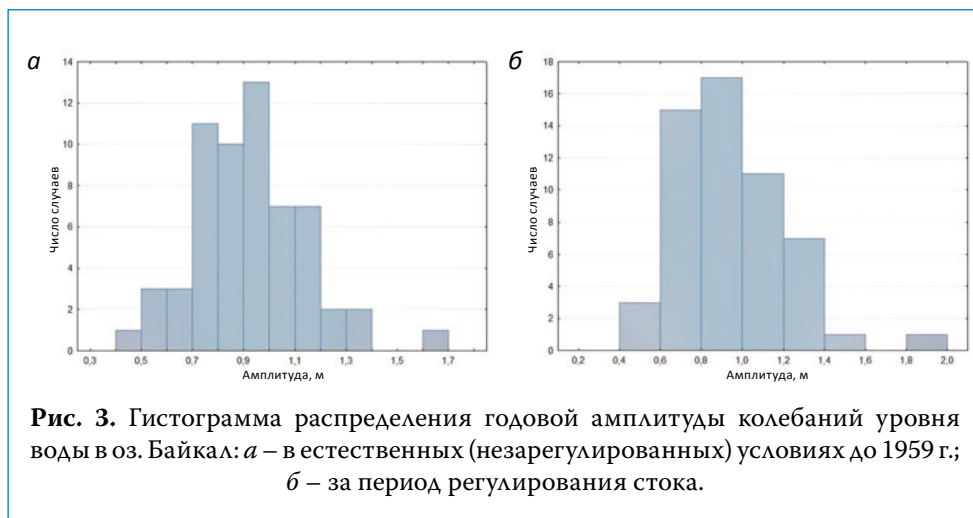 а
14
12
10
8
6
4
2
0
Число случаев
0,3 0,5 0,7 0,9 1,1 1,3 1,5 1,7
Амплитуда, м
б
18
16
14
12
10
8
6
4
2
0
Число случаев
0,2 0,4 0,6 0,8 1,0 1,2 1,4 1,6 1,8 2,0
Амплитуда, м
Рис. 3. Гистограмма распределения годовой амплитуды колебаний уровня
воды в оз. Байкал: а – в естественных (незарегулированных) условиях до 1959 г.;
б – за период регулирования стока.